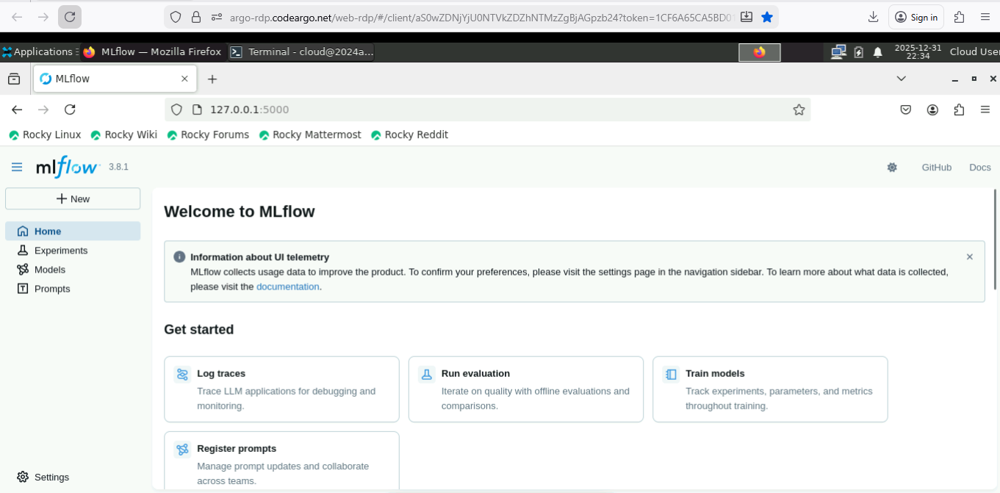 argo-rdp.codeargo.net/web-rdp/#/client/aS0wZDNjYjU0NTVkZDZhNTMzZgBjAGpzb24?token=1CF6A65CA5BD01
Sign in
Applications
MLflow — Mozilla Firefox
Terminal - cloud@2024a...
2025-12-31
22:34
Cloud User
MLflow
127.0.0.1:5000
Rocky Linux
Rocky Wiki
Rocky Forums
Rocky Mattermost
Rocky Reddit
mlflow 3.8.1
GitHub
Docs
New
Home
Experiments
Models
Prompts
Settings
Welcome to MLflow
Information about UI telemetry
MLflow collects usage data to improve the product. To confirm your preferences, please visit the settings page in the navigation sidebar. To learn more about what data is collected,
please visit the documentation.
Get started
Log traces
Trace LLM applications for debugging and
monitoring.
Run evaluation
Iterate on quality with offline evaluations and
comparisons.
Train models
Track experiments, parameters, and metrics
throughout training.
Register prompts
Manage prompt updates and collaborate
across teams.